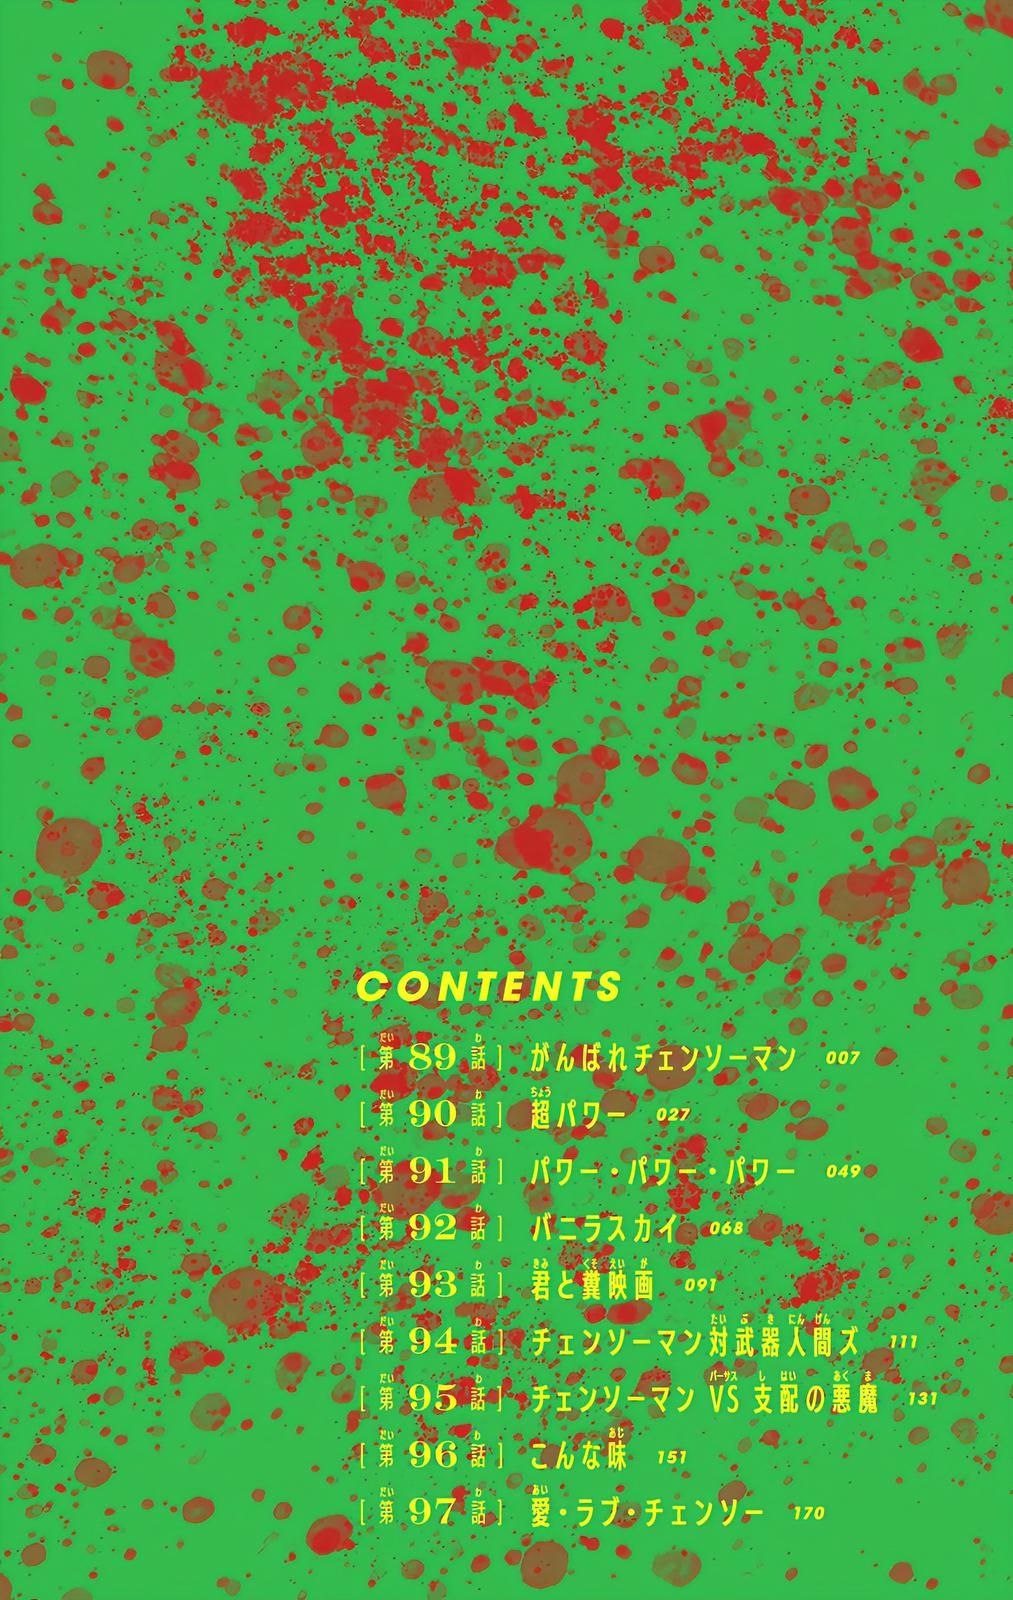 CONTENTS
[第89話] がんばれチェンソーマン 007
[第90話] 超パワー 027
[第91話] パワー・パワー・パワー 049
[第92話] バニラスカイ 068
[第93話] 君と糞映画 091
[第94話] チェンソーマン対武器人間ズ 111
[第95話] チェンソーマン VS 支配の悪魔 131
[第96話] こんな味 151
[第97話] 愛・ラブ・チェンソー 170